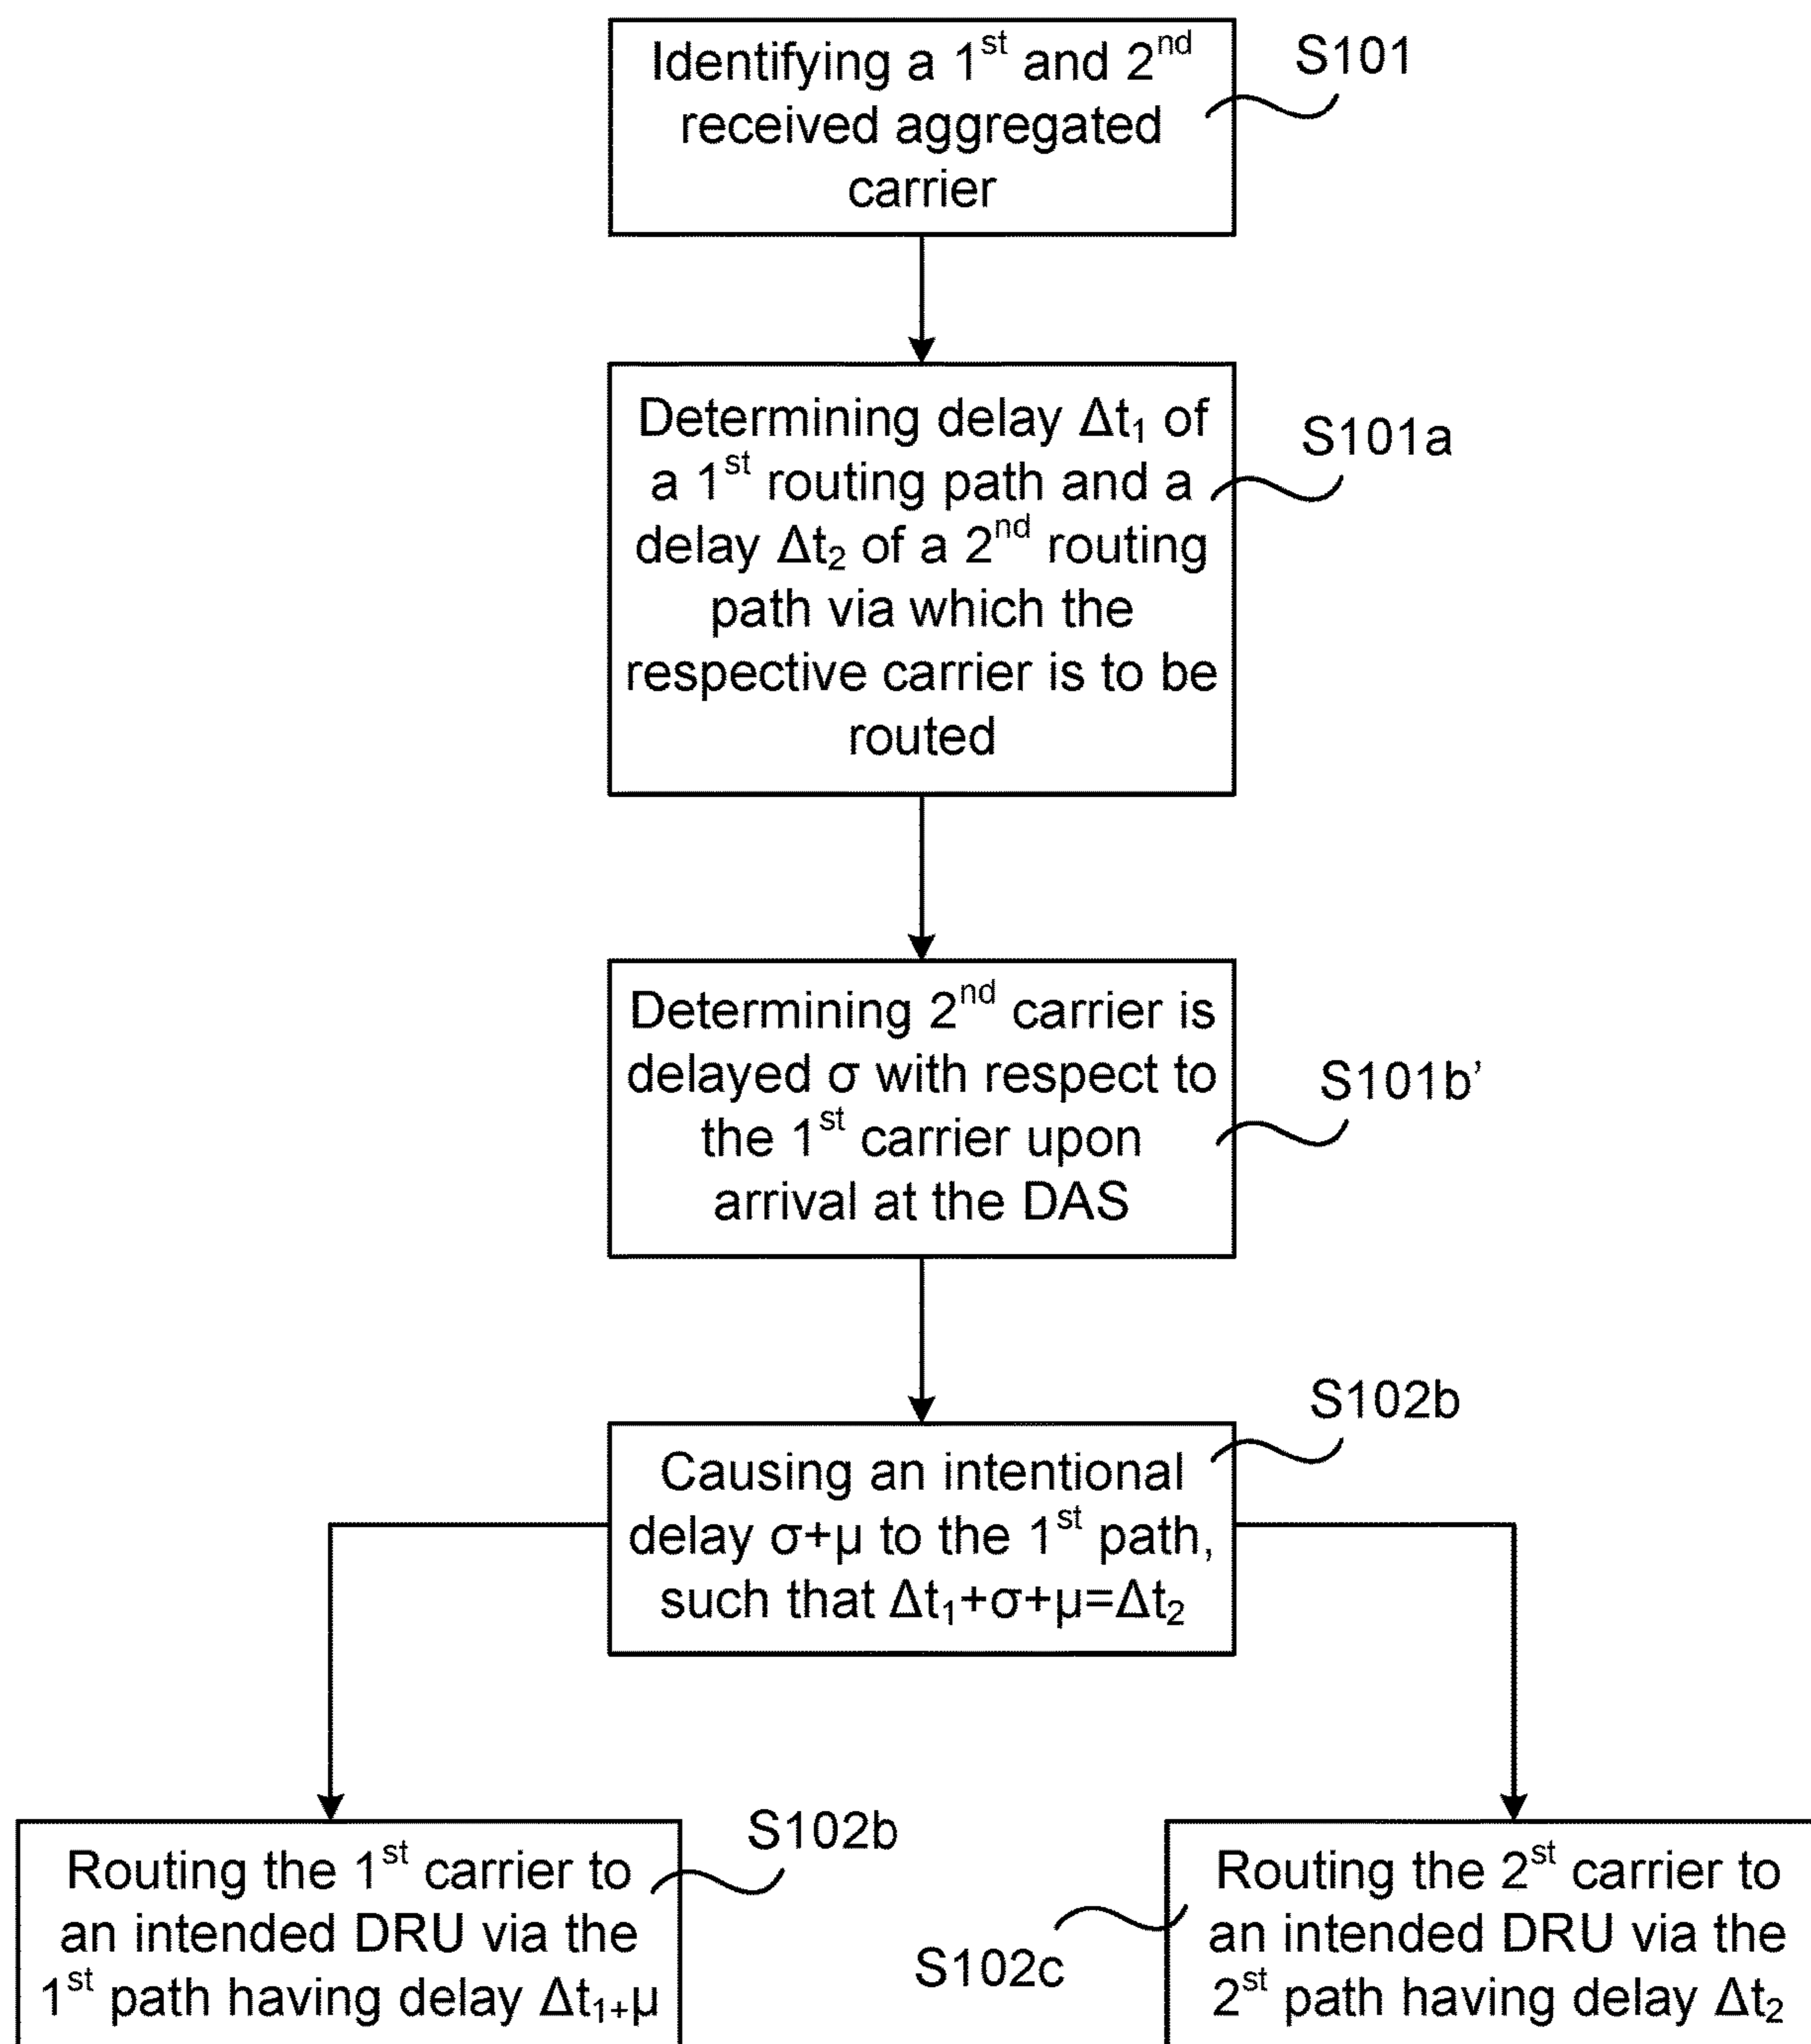 Identifying a 1st and 2nd
received aggregated
carrier
S101
Determining delay Δt1 of
a 1st routing path and a
delay Δt2 of a 2nd routing
path via which the
respective carrier is to be
routed
S101a
Determining 2nd carrier is
delayed σ with respect to
the 1st carrier upon
arrival at the DAS
S101b’
Causing an intentional
delay σ+μ to the 1st path,
such that Δt1+σ+μ=Δt2
S102b
Routing the 1st carrier to
an intended DRU via the
1st path having delay Δt1+μ
S102b
Routing the 2st carrier to
an intended DRU via the
2st path having delay Δt2
S102c